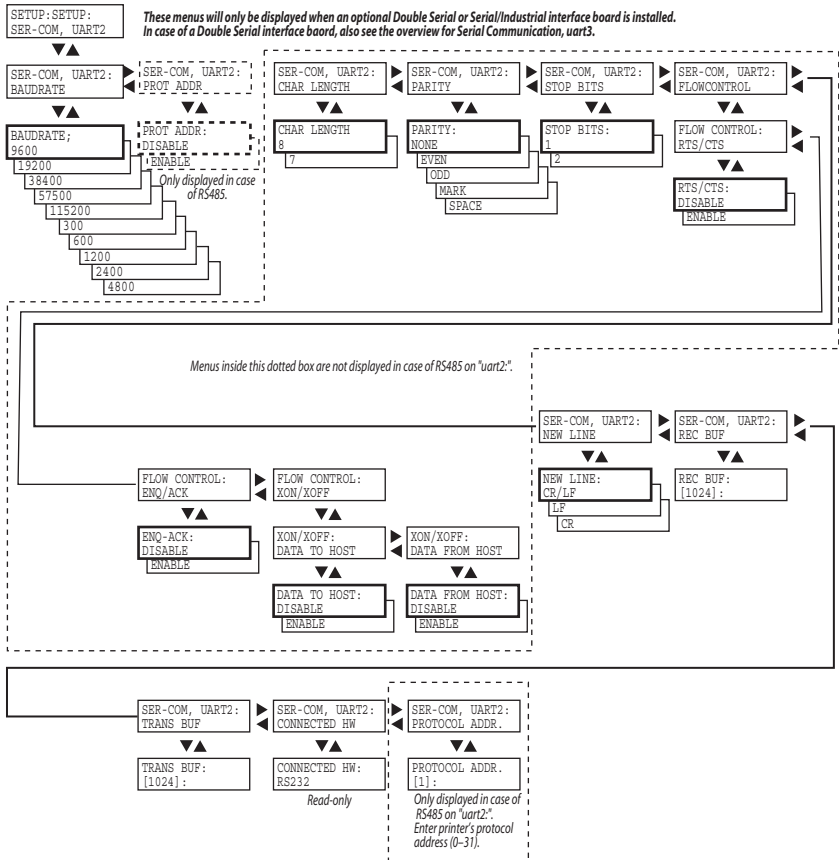 SETUP:SETUP:
SER-COM, UART2
These menus will only be displayed when an optional Double Serial or Serial/Industrial interface board is installed.
In case of a Double Serial interface baord, also see the overview for Serial Communication, uart3.
SER-COM, UART2:
BAUDRATE
SER-COM, UART2:
PROT ADDR
SER-COM, UART2:
CHAR LENGTH
SER-COM, UART2:
PARITY
SER-COM, UART2:
STOP BITS
SER-COM, UART2:
FLOWCONTROL
BAUDRATE;
9600
19200
38400
57500
115200
300
600
1200
2400
4800
PROT ADDR:
DISABLE
ENABLE
Only displayed in case
of RS485.
CHAR LENGTH
8
7
PARITY:
NONE
EVEN
ODD
MARK
SPACE
STOP BITS:
1
2
FLOW CONTROL:
RTS/CTS
RTS/CTS:
DISABLE
ENABLE
Menus inside this dotted box are not displayed in case of RS485 on "uart2:".
SER-COM, UART2:
NEW LINE
SER-COM, UART2:
REC BUF
NEW LINE:
CR/LF
LF
CR
REC BUF:
[1024]:
FLOW CONTROL:
ENQ/ACK
FLOW CONTROL:
XON/XOFF
ENQ-ACK:
DISABLE
ENABLE
XON/XOFF:
DATA TO HOST
XON/XOFF:
DATA FROM HOST
DATA TO HOST:
DISABLE
ENABLE
DATA FROM HOST:
DISABLE
ENABLE
SER-COM, UART2:
TRANS BUF
SER-COM, UART2:
CONNECTED HW
SER-COM, UART2:
PROTOCOL ADDR.
TRANS BUF:
[1024]:
CONNECTED HW:
RS232
Read-only
PROTOCOL ADDR.
[1]:
Only displayed in case of
RS485 on "uart2:".
Enter printer's protocol
address (0–31).